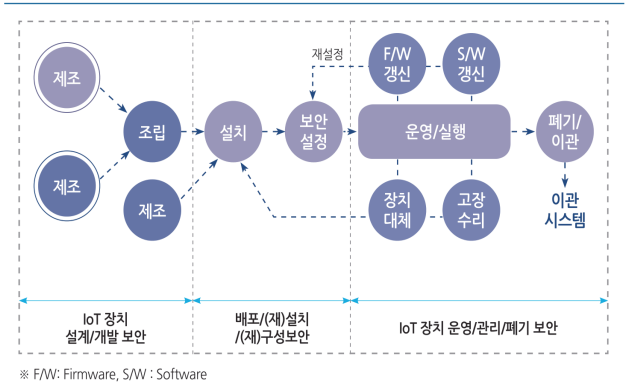 제조
조립
제조
제조
설치
보안
설정
재설정
F/W
갱신
S/W
갱신
운영/실행
장치
대체
고장
수리
폐기/
이관
이관
시스템
IoT 장치
설계/개발 보안
배포/(재)설치
/(재)구성보안
IoT 장치 운영/관리/폐기 보안
※ F/W: Firmware, S/W : Software